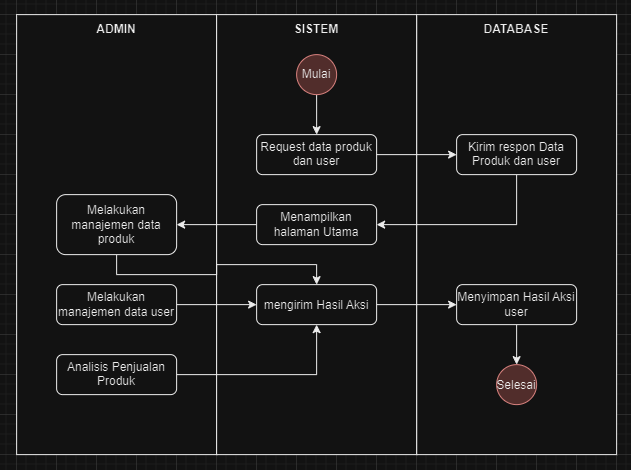 ADMIN
SISTEM
DATABASE
Mulai
Request data produk
dan user
Kirim respon Data
Produk dan user
Melakukan
manajemen data
produk
Menampilkan
halaman Utama
Melakukan
manajemen data user
mengirim Hasil Aksi
Menyimpan Hasil Aksi
user
Analisis Penjualan
Produk
Selesai